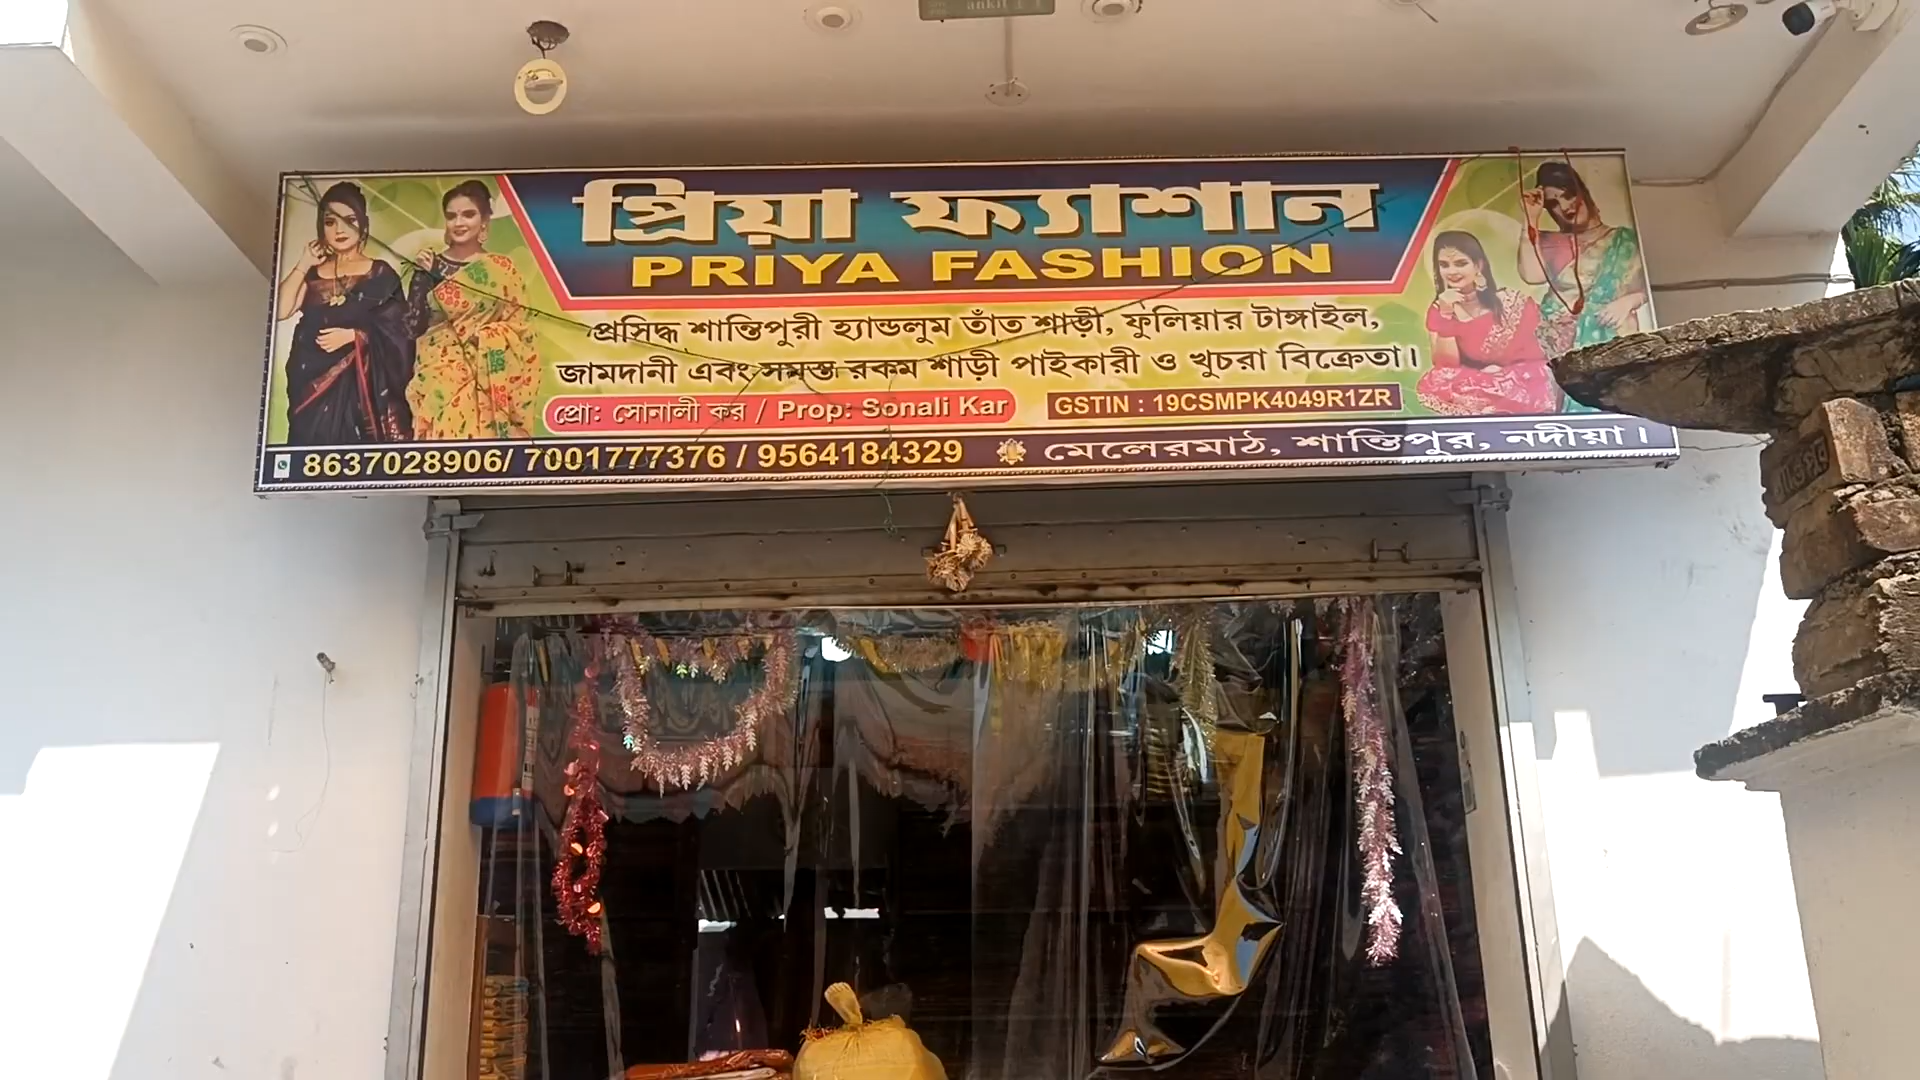 প্রিয়া ফ্যাশান
PRIYA FASHION
প্রসিদ্ধ শান্তিপুরী হ্যান্ডলুম তাঁত শাড়ী, ফুলিয়ার টাঙ্গাইল,
জামদানী এবং সমস্ত রকম শাড়ী পাইকারী ও খুচরা বিক্রেতা।
প্রো: সোনালী কর / Prop: Sonali Kar GSTIN : 19CSMPK4049R1ZR
8637028906/ 7001777376 / 9564184329 মেলেরমাঠ, শান্তিপুর, নদীয়া।